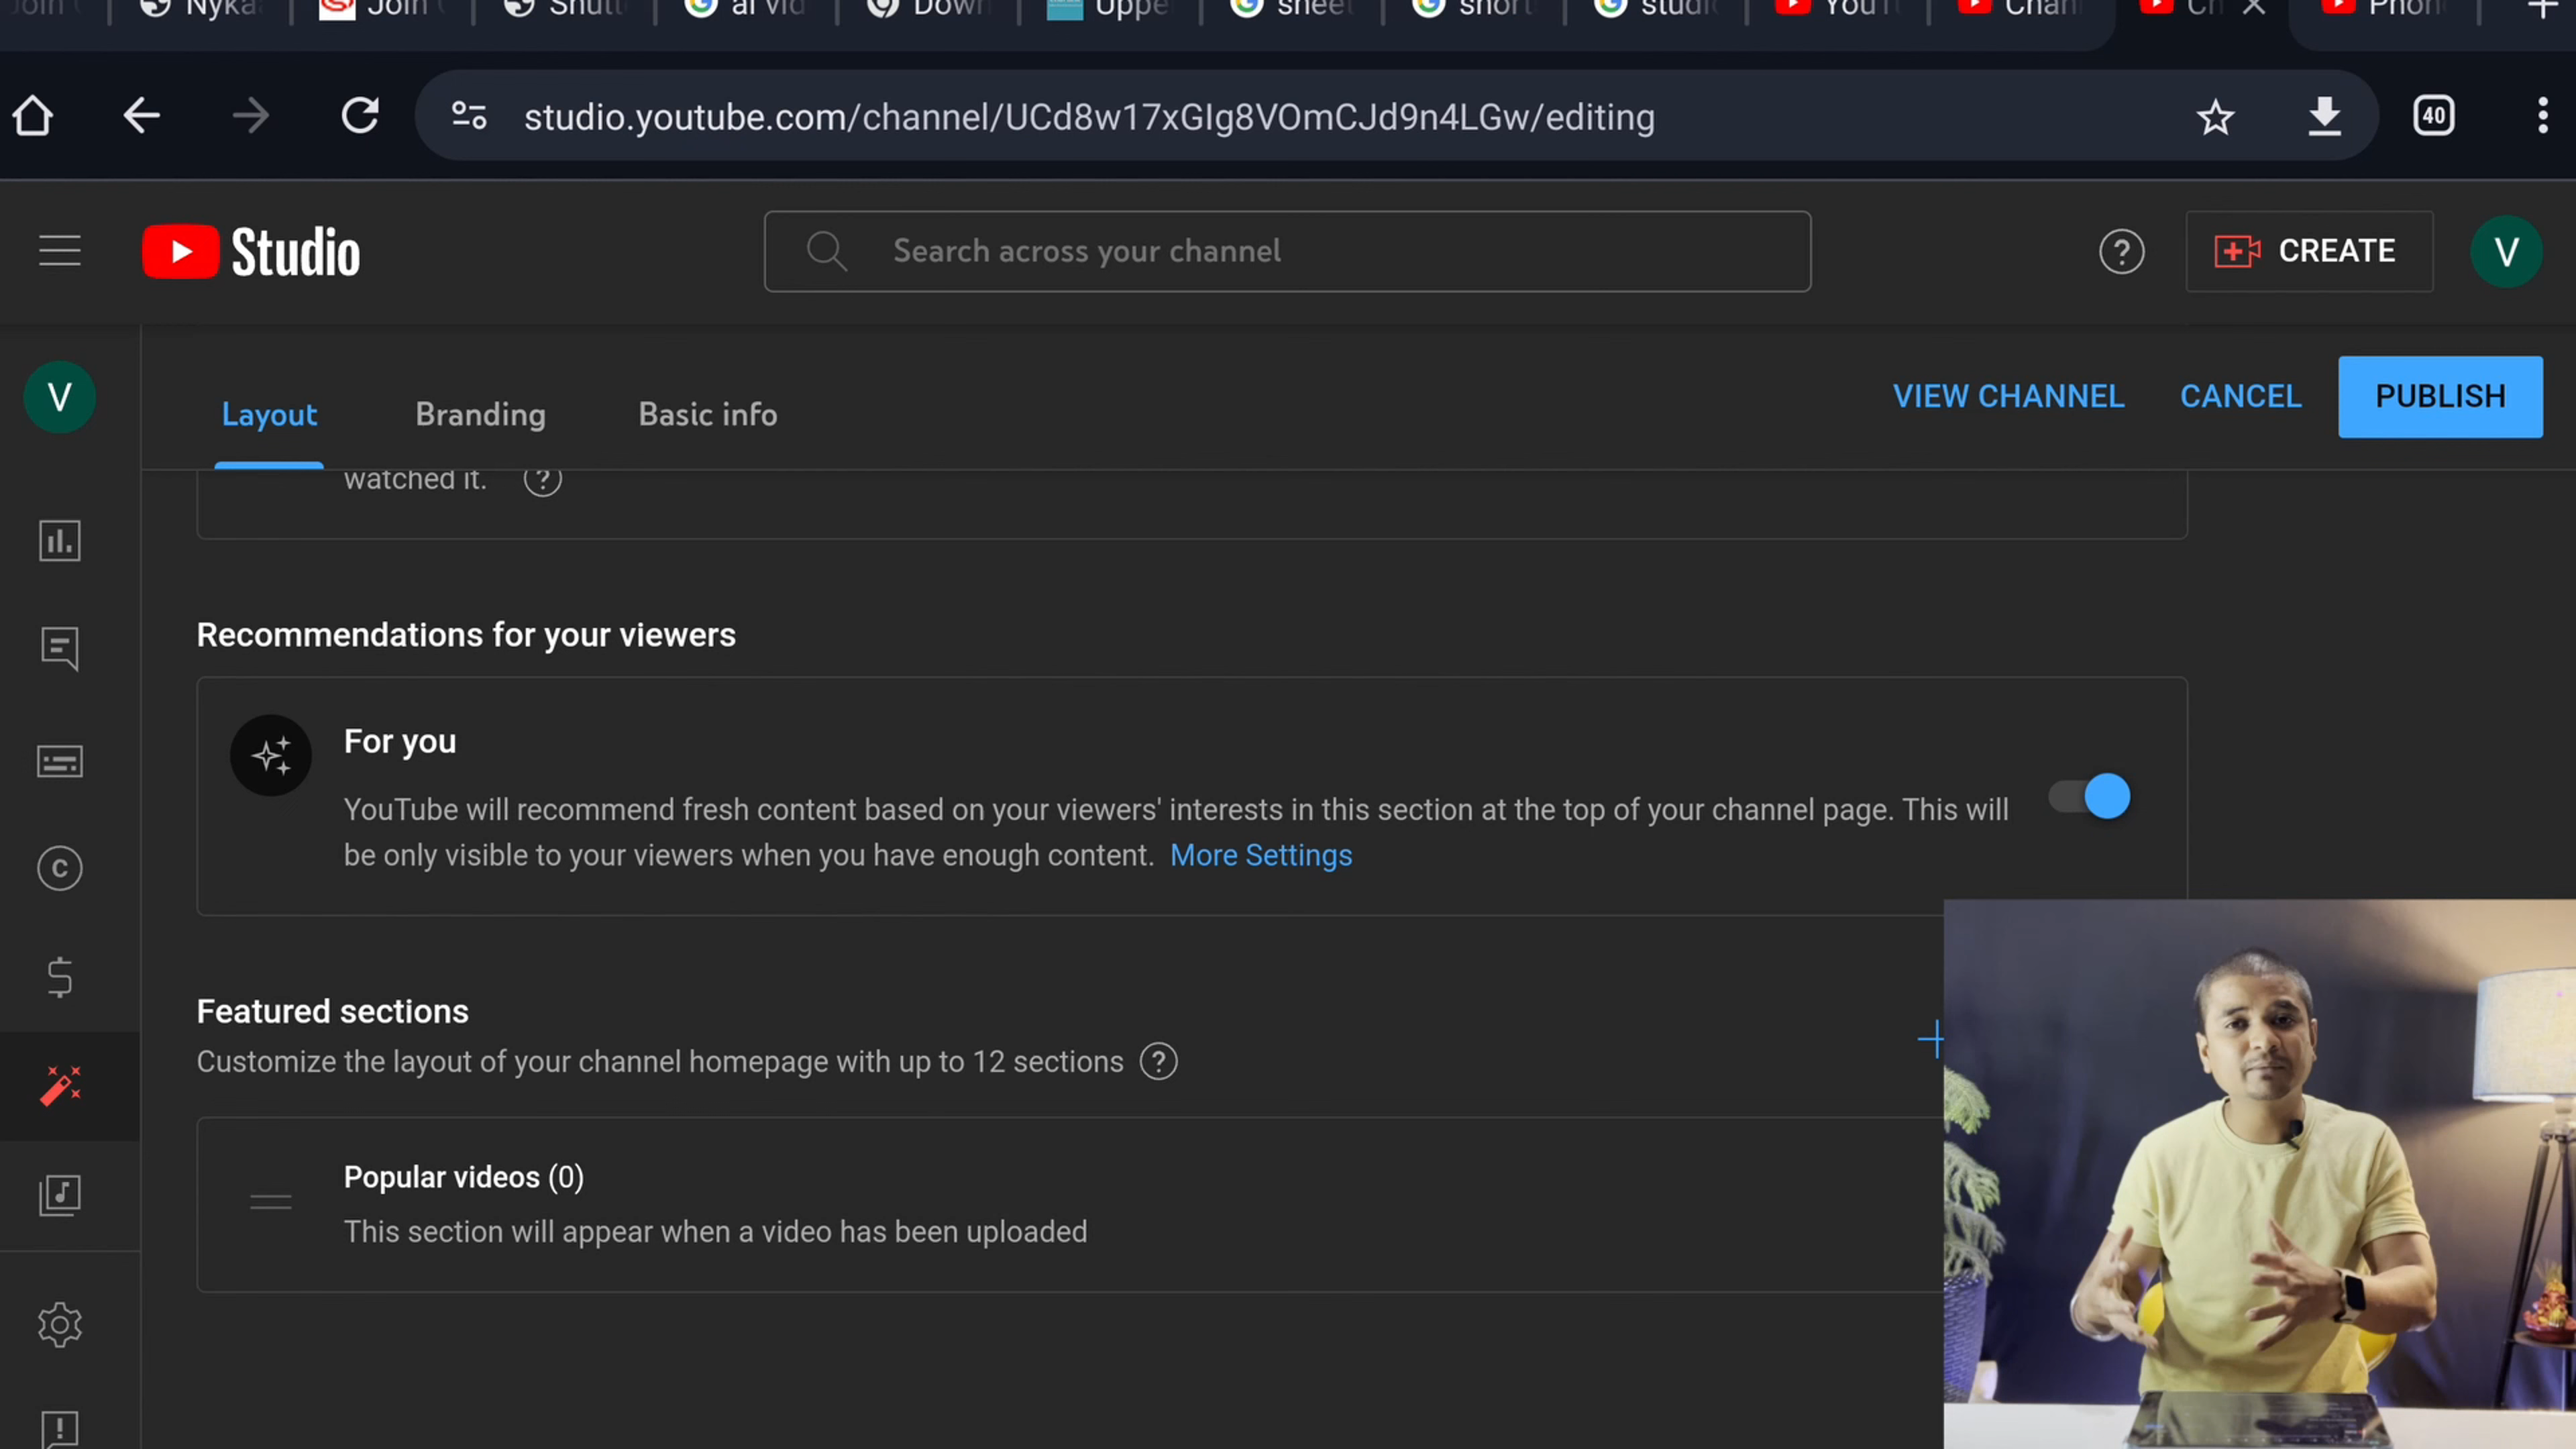 Join
Studio
studio.youtube.com/channel/UCd8w17xGIg8VOmCJd9n4LGw/editing
40
Studio
Search across your channel
?
CREATE
V
V
Layout
Branding
Basic info
VIEW CHANNEL
CANCEL
PUBLISH
watched it. ?
Recommendations for your viewers
For you
YouTube will recommend fresh content based on your viewers' interests in this section at the top of your channel page. This will
be only visible to your viewers when you have enough content. More Settings
Featured sections
Customize the layout of your channel homepage with up to 12 sections ?
Popular videos (0)
This section will appear when a video has been uploaded